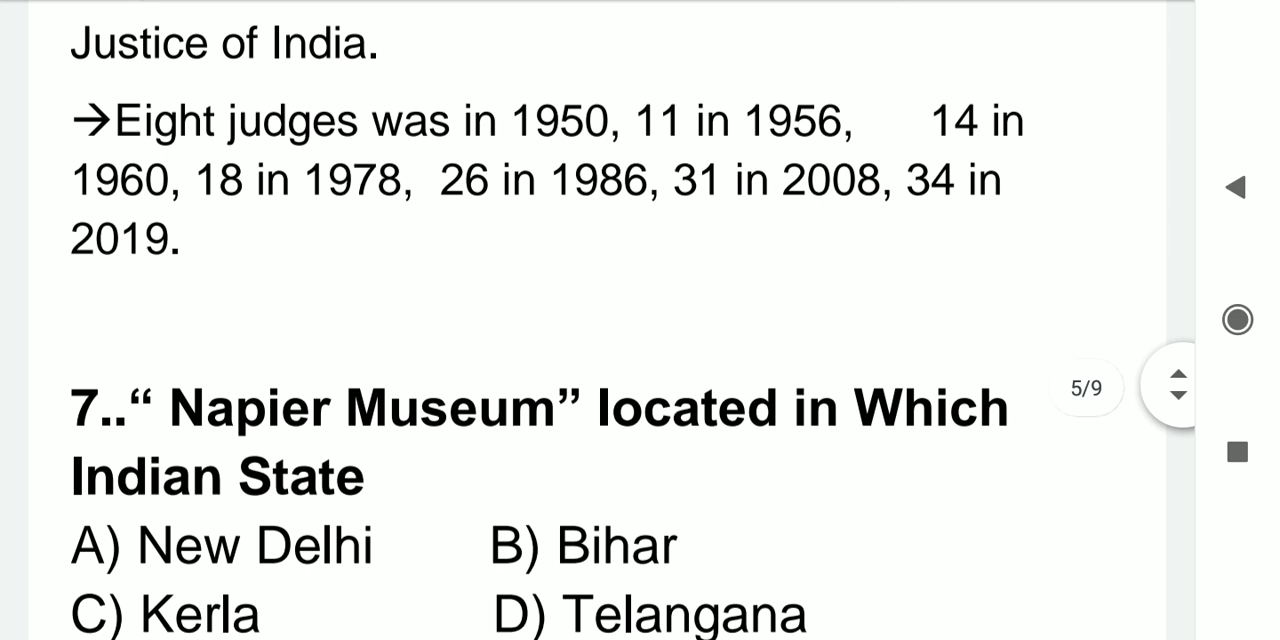 Justice of India.
→Eight judges was in 1950, 11 in 1956, 14 in
1960, 18 in 1978, 26 in 1986, 31 in 2008, 34 in
2019.
7..“ Napier Museum” located in Which
Indian State
A) New Delhi B) Bihar
C) Kerla D) Telangana
5/9